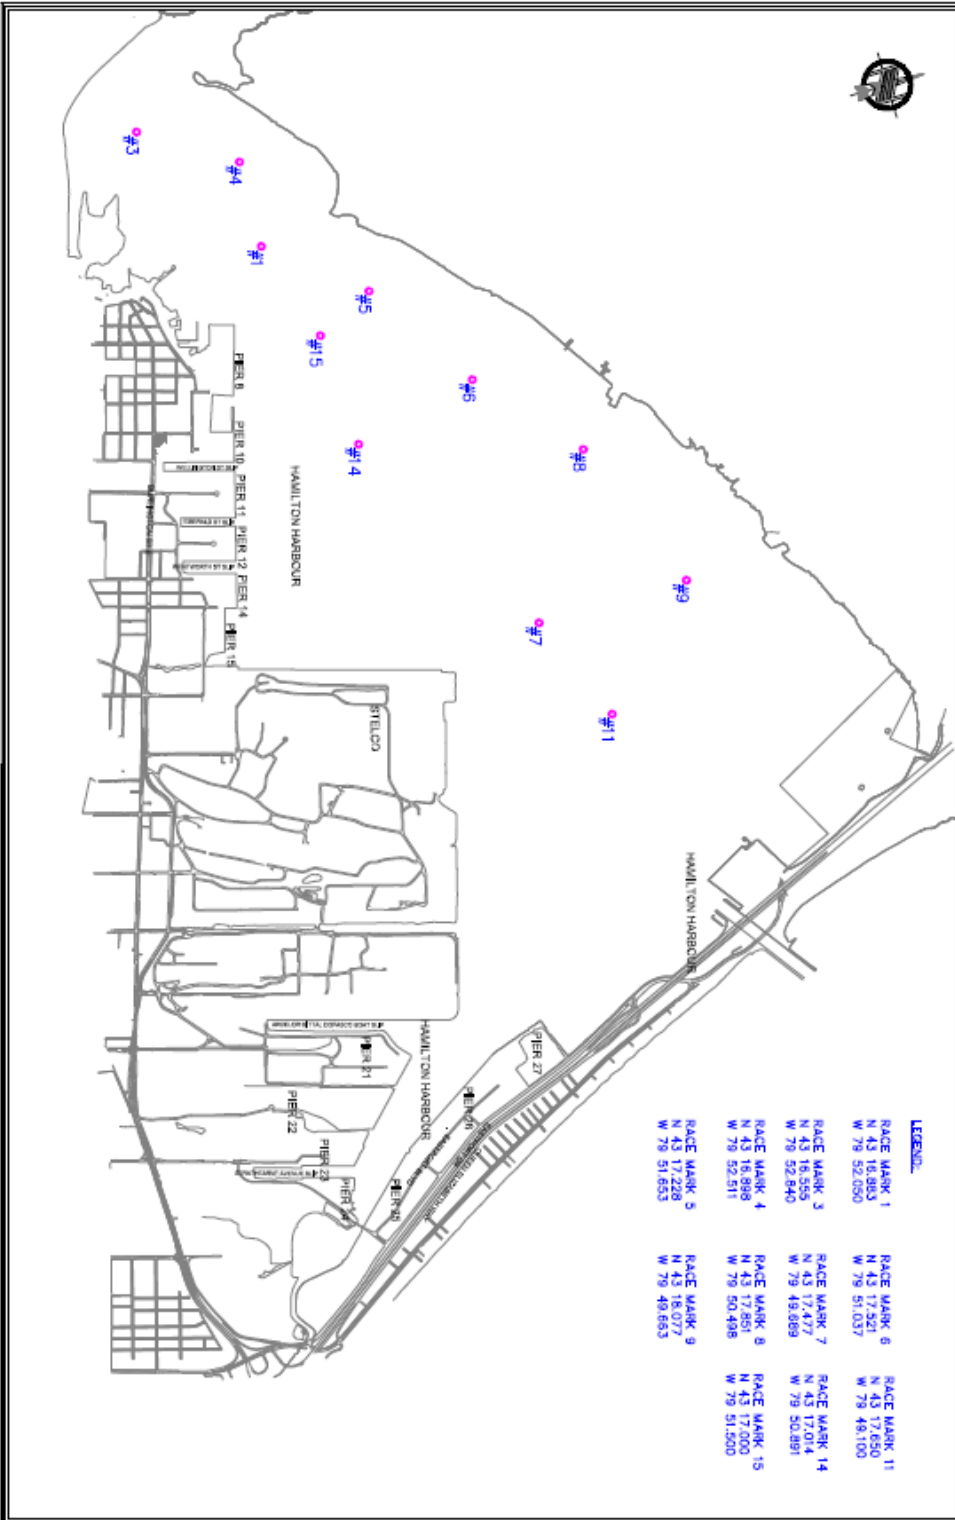 #3
#4
#1
#5
#15
#6
#14
#8
#9
#7
#11
PIER 8
PIER 10
PIER 11
PIER 12
PIER 14
PIER 15
HAMILTON HARBOUR
STELCO
HAMILTON HARBOUR
HAMILTON HARBOUR
PIER 21
PIER 22
PIER 23
PIER 24
PIER 25
PIER 26
PIER 27
LEGEND:
RACE MARK 1
N 43 16.883
W 79 52.050
RACE MARK 3
N 43 16.555
W 79 52.840
RACE MARK 4
N 43 16.898
W 79 52.511
RACE MARK 5
N 43 17.228
W 79 51.653
RACE MARK 6
N 43 17.521
W 79 51.037
RACE MARK 7
N 43 17.477
W 79 49.689
RACE MARK 8
N 43 17.851
W 79 50.498
RACE MARK 9
N 43 18.077
W 79 49.663
RACE MARK 11
N 43 17.650
W 79 49.100
RACE MARK 14
N 43 17.014
W 79 50.891
RACE MARK 15
N 43 17.000
W 79 51.500